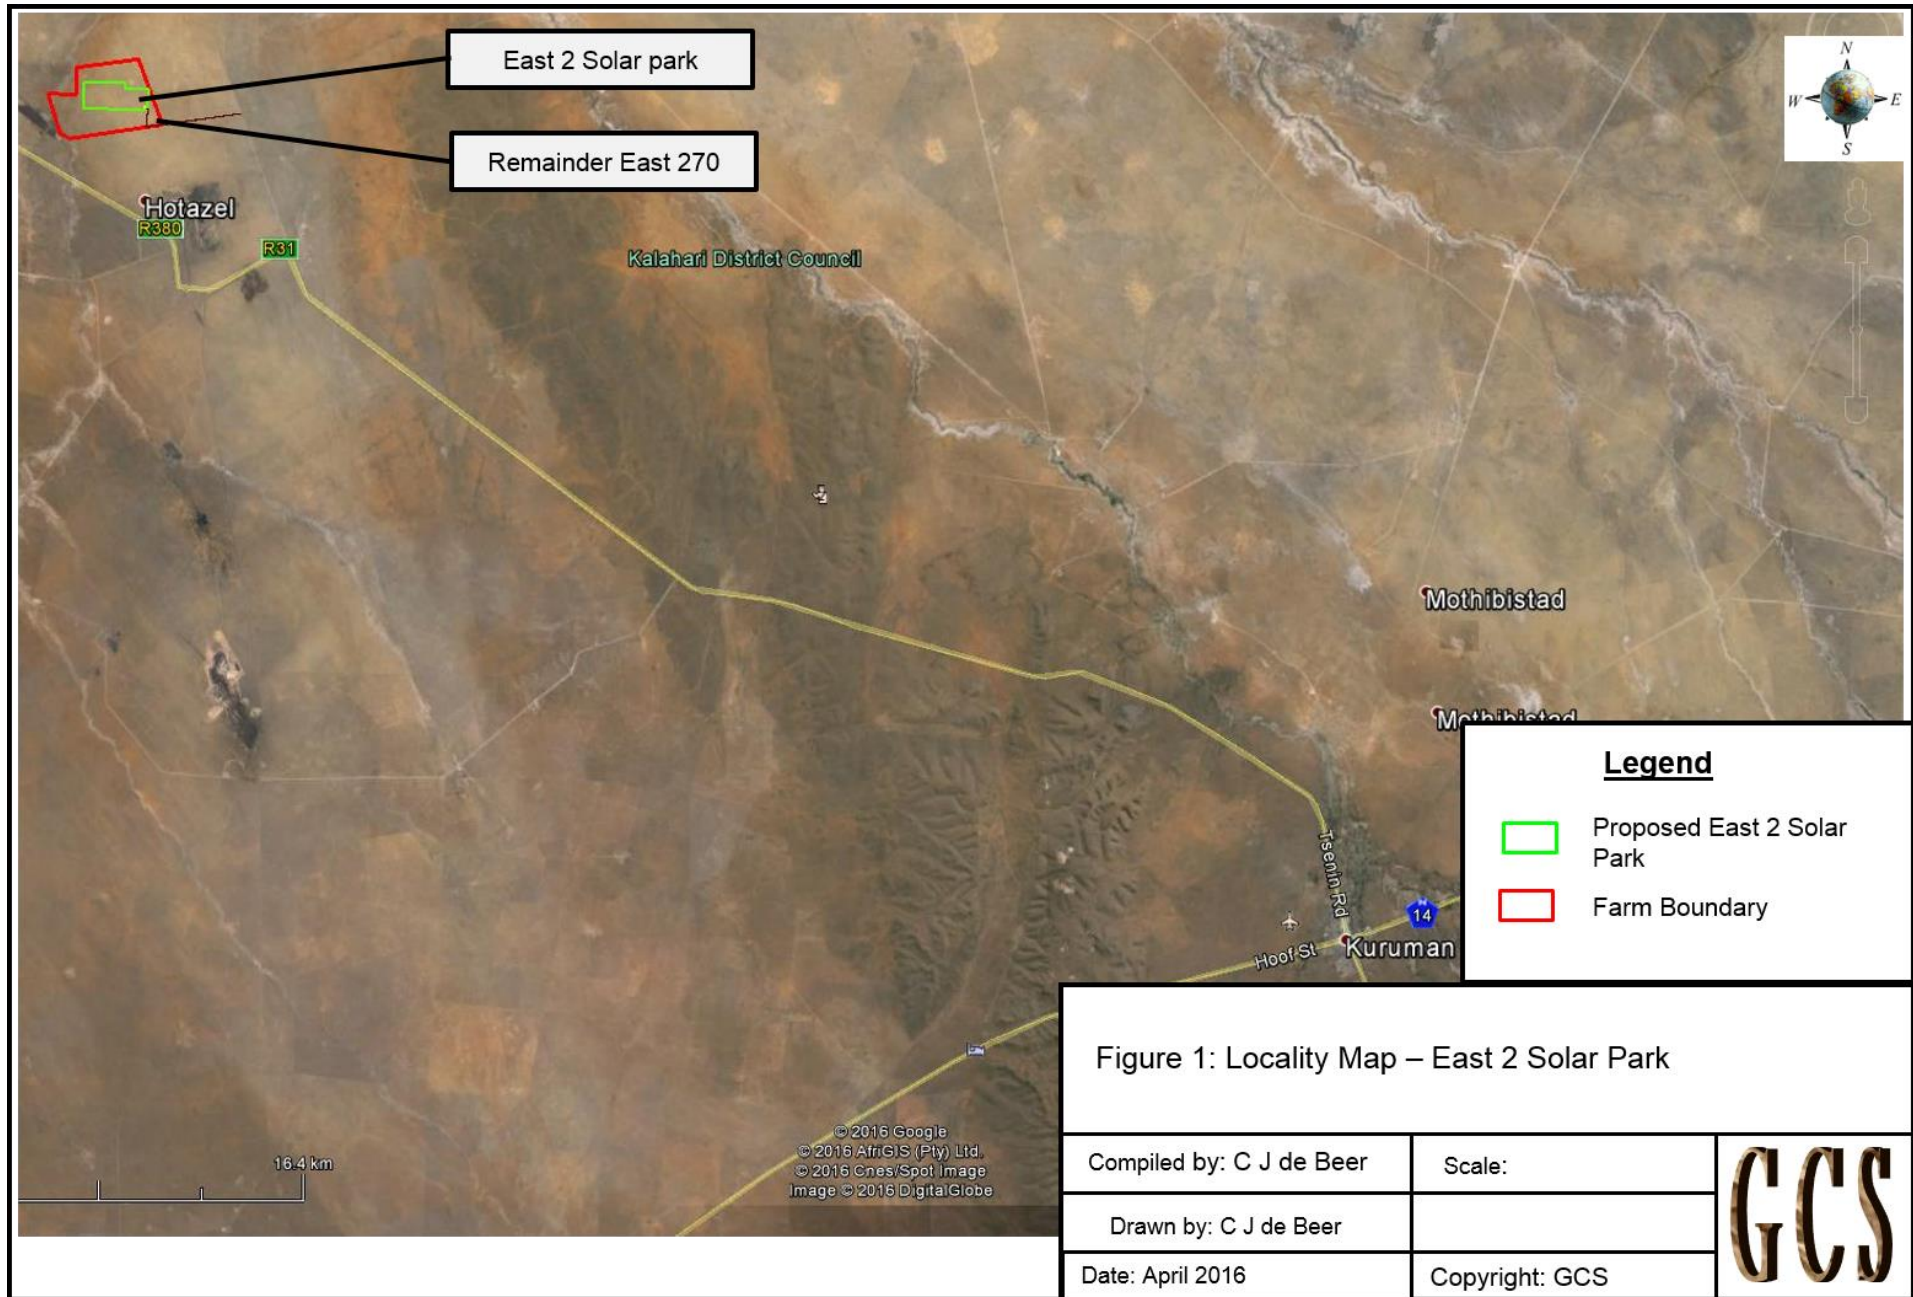 East 2 Solar park
Remainder East 270
N
W
E
S
Hotazel
R380
R31
Kalahari District Council
Mothibistad
Mothibistad
Legend
Proposed East 2 Solar
Park
Farm Boundary
Tsenin Rd
N
14
Hoof St
Kuruman
Figure 1: Locality Map – East 2 Solar Park
© 2016 Google
© 2016 AfriGIS (Pty) Ltd.
© 2016 Cnes/Spot Image
Image © 2016 DigitalGlobe
16.4 km
Compiled by: C J de Beer
Scale:
Drawn by: C J de Beer
Date: April 2016
Copyright: GCS
GCS